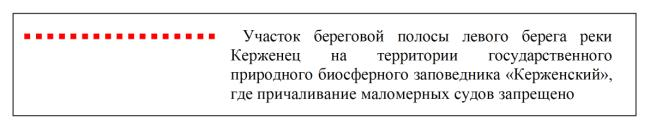 Участок береговой полосы левого берега реки
Керженец на территории государственного
природного биосферного заповедника «Керженский»,
где причаливание маломерных судов запрещено